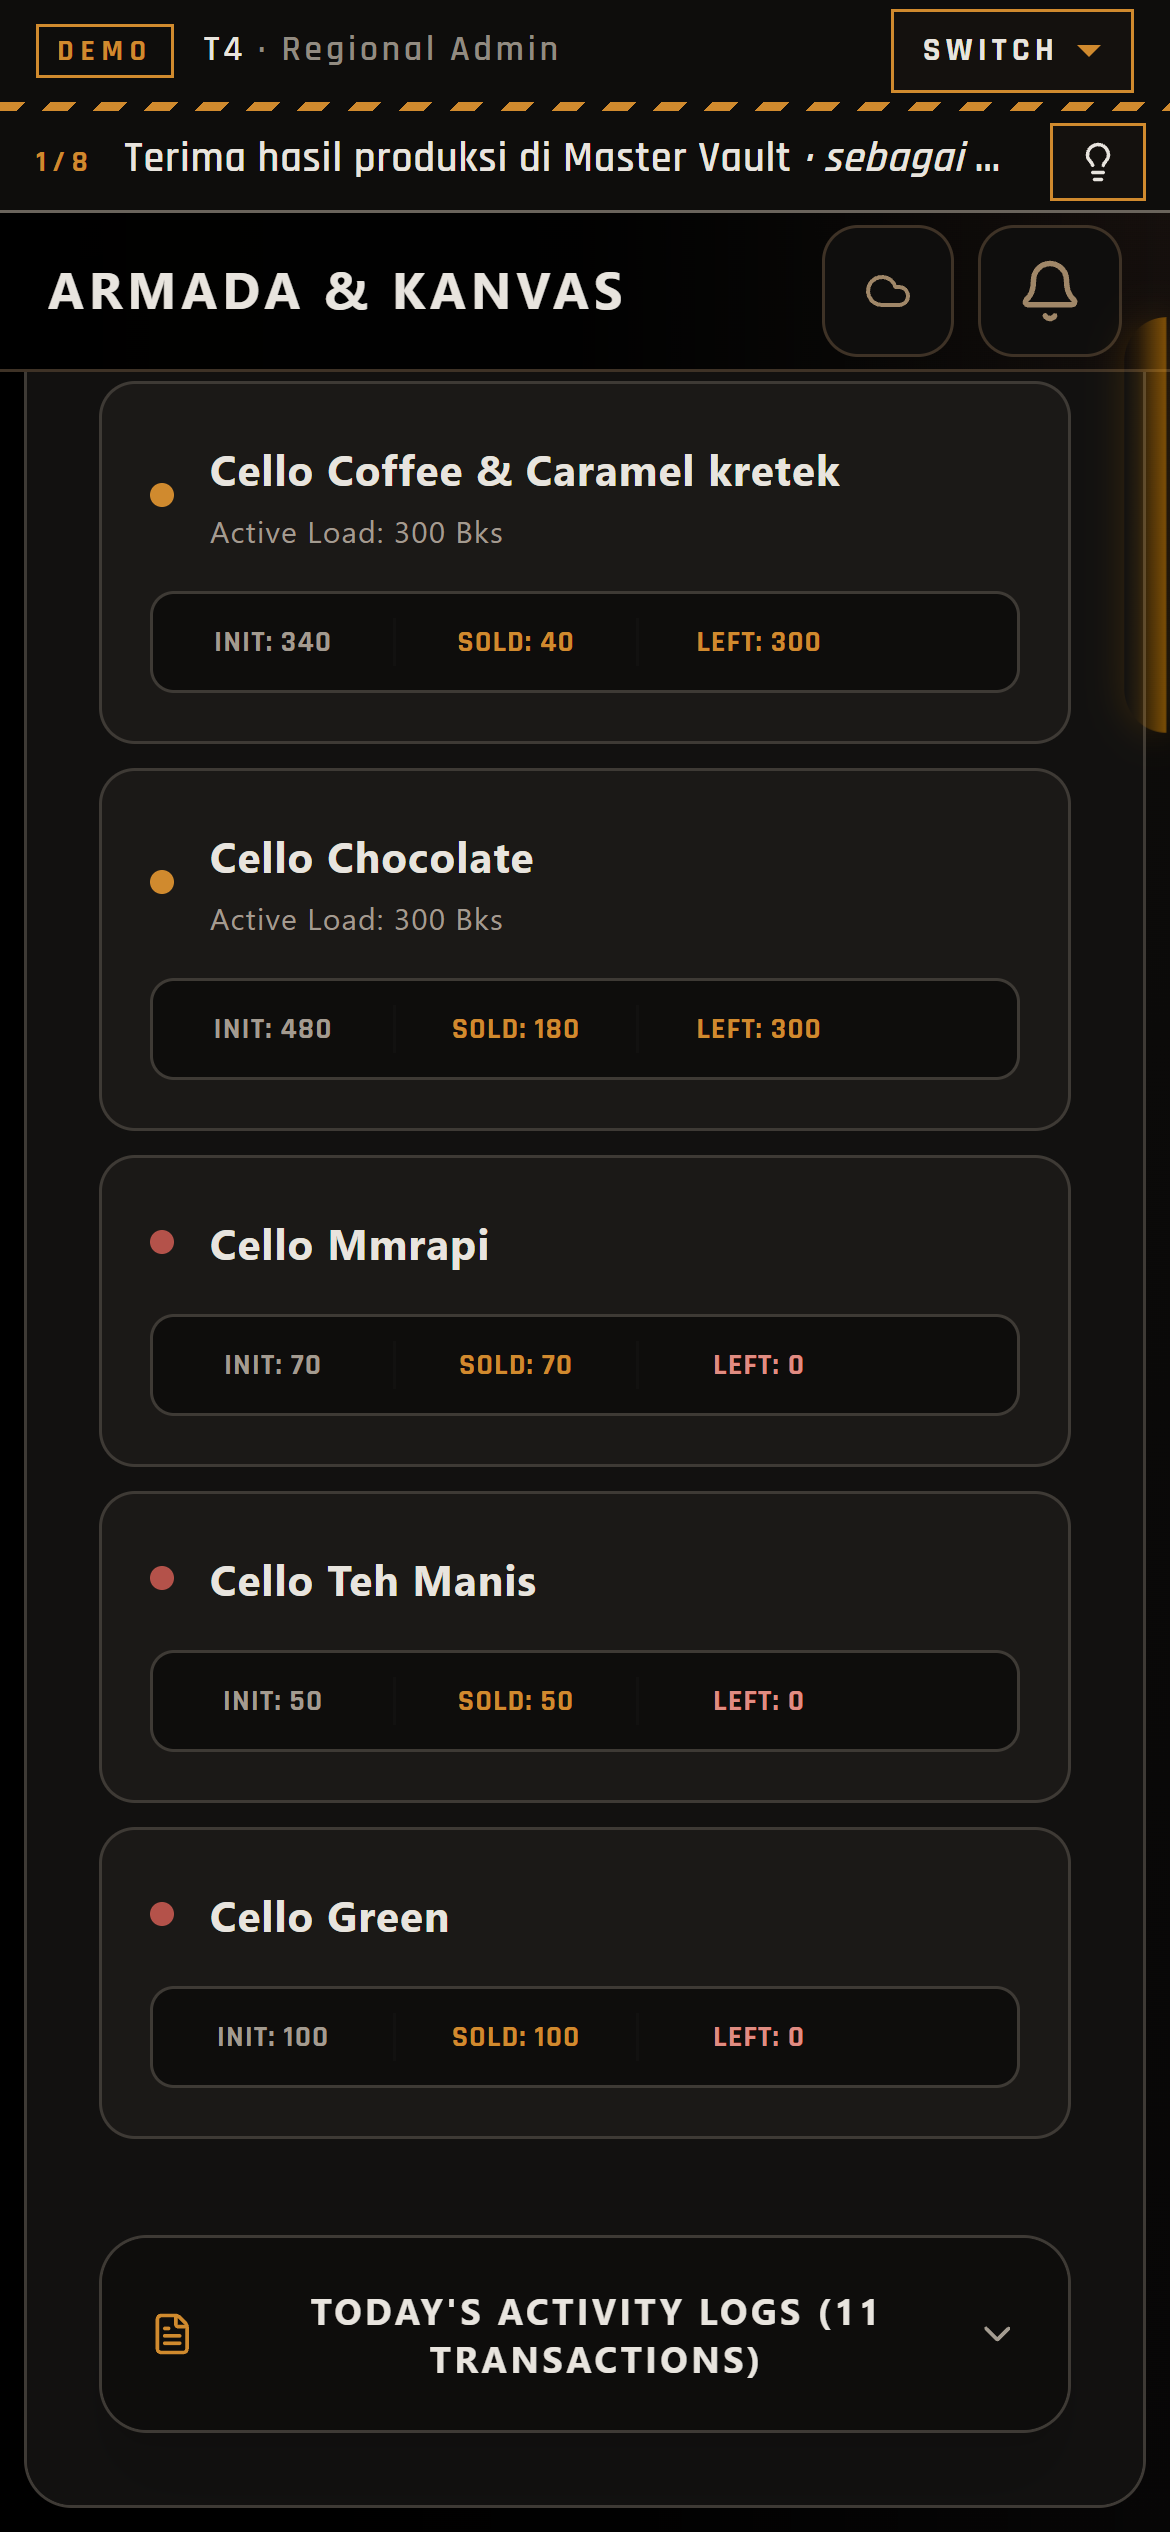 DEMO T4 · Regional Admin SWITCH
1/8 Terima hasil produksi di Master Vault · sebagai ...
ARMADA & KANVAS
Cello Coffee & Caramel kretek
Active Load: 300 Bks
INIT: 340 SOLD: 40 LEFT: 300
Cello Chocolate
Active Load: 300 Bks
INIT: 480 SOLD: 180 LEFT: 300
Cello Mmrapi
INIT: 70 SOLD: 70 LEFT: 0
Cello Teh Manis
INIT: 50 SOLD: 50 LEFT: 0
Cello Green
INIT: 100 SOLD: 100 LEFT: 0
TODAY'S ACTIVITY LOGS (11
TRANSACTIONS)